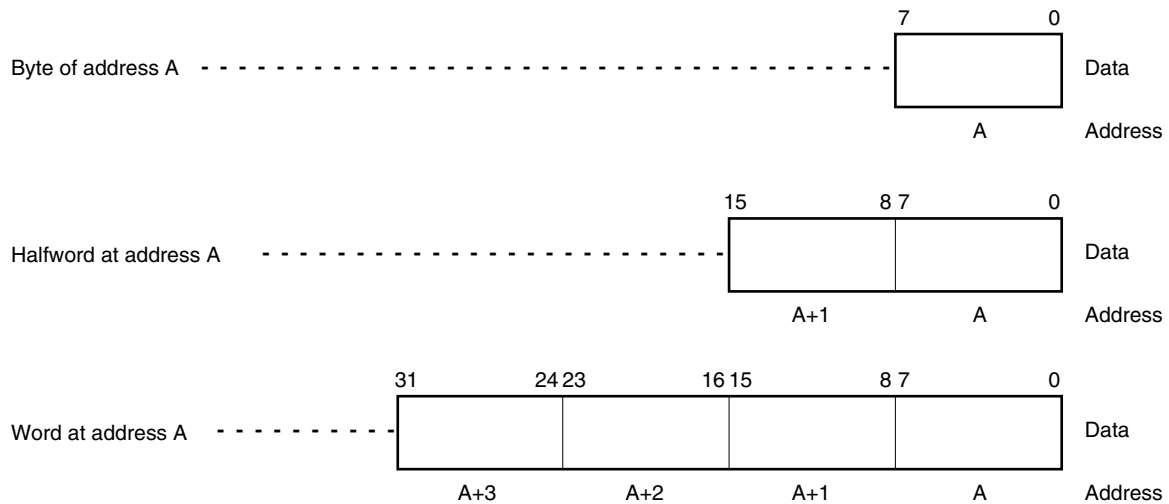 7 0
Byte of address A Data
A Address
15 8 7 0
Halfword at address A Data
A+1 A Address
31 24 23 16 15 8 7 0
Word at address A Data
A+3 A+2 A+1 A Address